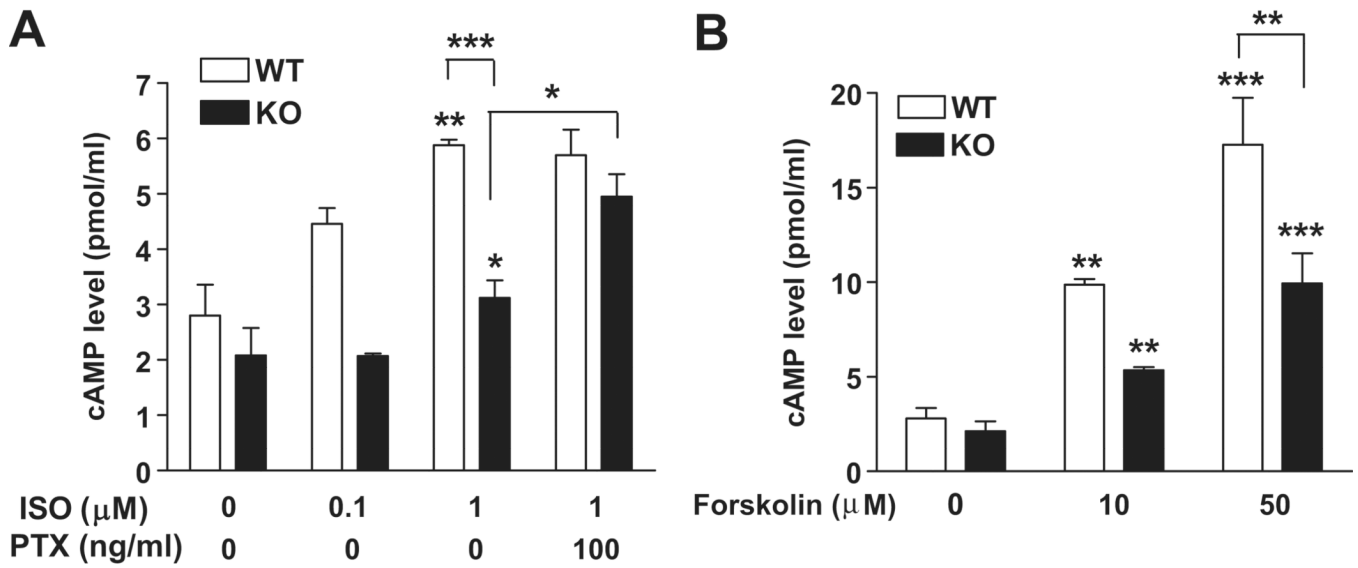 A
WT
KO
***
*
**
*
cAMP level (pmol/ml)
7
6
5
4
3
2
1
0
ISO (μM) 0 0.1 1 1
PTX (ng/ml) 0 0 0 100
B
WT
KO
**
***
**
**
***
cAMP level (pmol/ml)
20
15
10
5
0
Forskolin (μM) 0 10 50